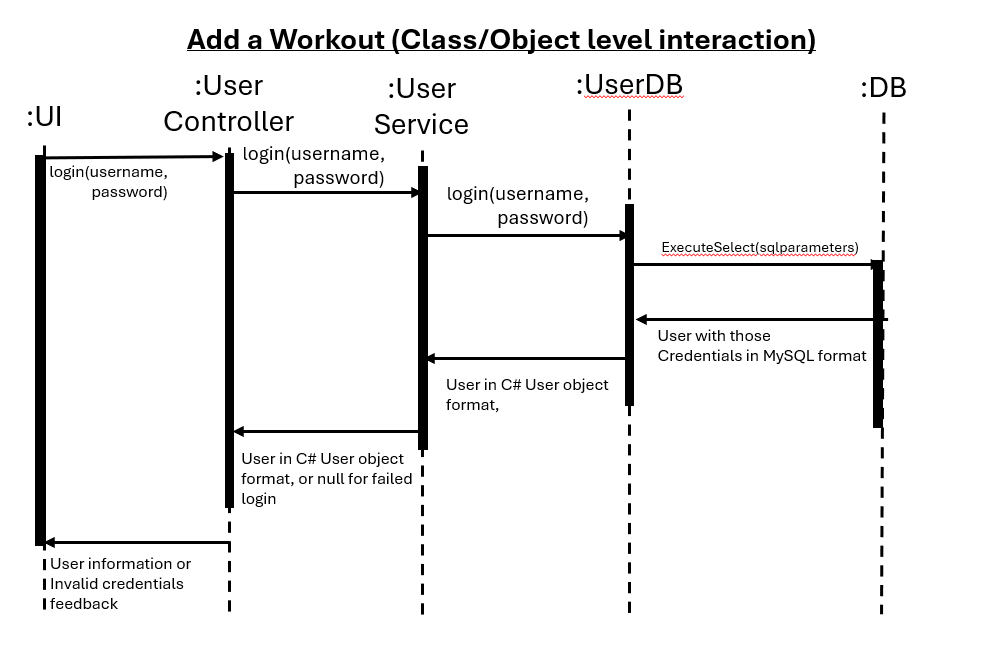 Add a Workout (Class/Object level interaction)
:UI
:User
Controller
:User
Service
:UserDB
:DB
login(username,
password)
login(username,
password)
login(username,
password)
ExecuteSelect(sqlparameters)
User with those
Credentials in MySQL format
User in C# User object
format,
User in C# User object
format, or null for failed
login
User information or
Invalid credentials
feedback